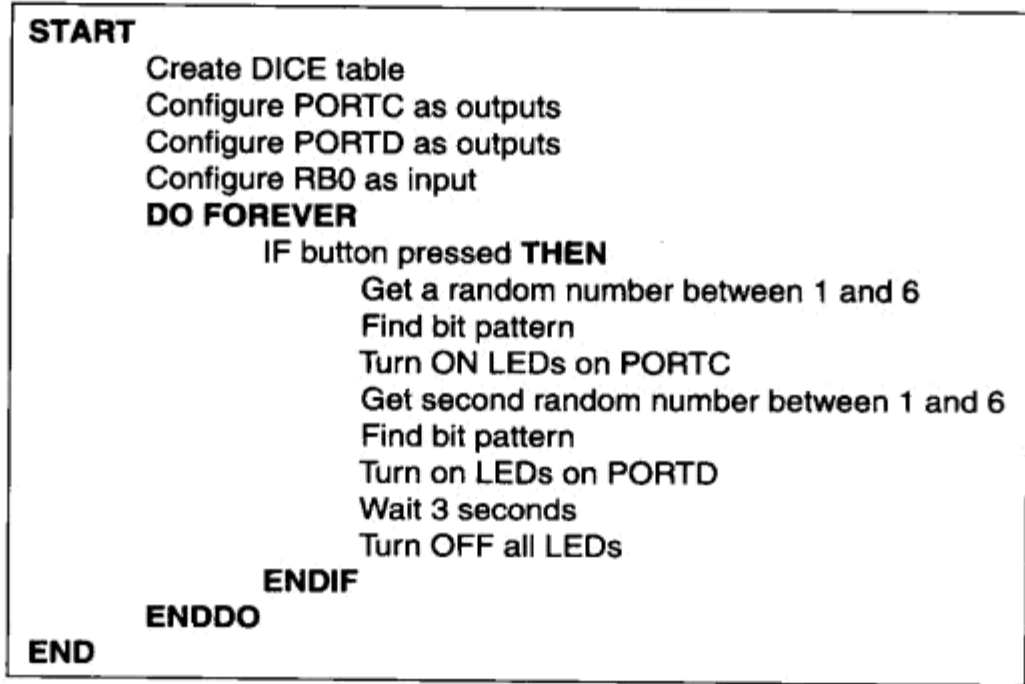 START
Create DICE table
Configure PORTC as outputs
Configure PORTD as outputs
Configure RB0 as input
DO FOREVER
IF button pressed THEN
Get a random number between 1 and 6
Find bit pattern
Turn ON LEDs on PORTC
Get second random number between 1 and 6
Find bit pattern
Turn on LEDs on PORTD
Wait 3 seconds
Turn OFF all LEDs
ENDIF
ENDDO
END